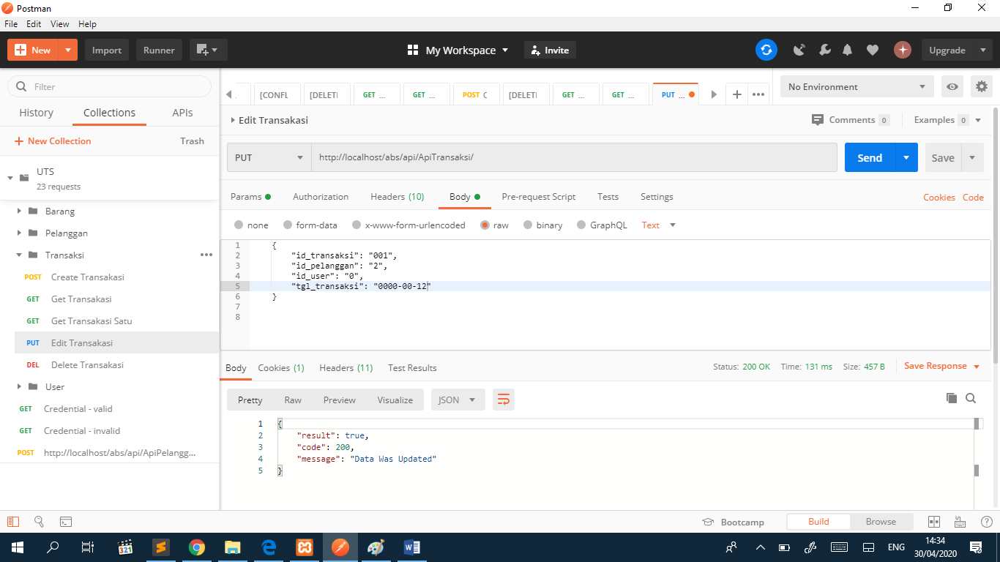 Postman
File Edit View Help
New Import Runner My Workspace Invite Upgrade
Filter
History Collections APIs
New Collection Trash
UTS
23 requests
Barang
Pelanggan
Transaksi
POST Create Transakasi
GET Get Transakasi
GET Get Transakasi Satu
PUT Edit Transakasi
DEL Delete Transakasi
User
GET Credential - valid
GET Credential - invalid
POST http://localhost/abs/api/ApiPelangg...
[CONFL [DELETI GET ... GET ... POST C [DELETI GET ... GET ... PUT ... No Environment
Edit Transakasi Comments 0 Examples 0
PUT http://localhost/abs/api/ApiTransaksi/ Send Save
Params Authorization Headers (10) Body Pre-request Script Tests Settings Cookies Code
none form-data x-www-form-urlencoded raw binary GraphQL Text
1 {
2 "id_transaksi": "001",
3 "id_pelanggan": "2",
4 "id_user": "0",
5 "tgl_transaksi": "0000-00-12"
6 }
7
8
Body Cookies (1) Headers (11) Test Results Status: 200 OK Time: 131 ms Size: 457 B Save Response
Pretty Raw Preview Visualize JSON
1 {
2 "result": true,
3 "code": 200,
4 "message": "Data Was Updated"
5 }
Bootcamp Build Browse
321 ENG 14:34
30/04/2020